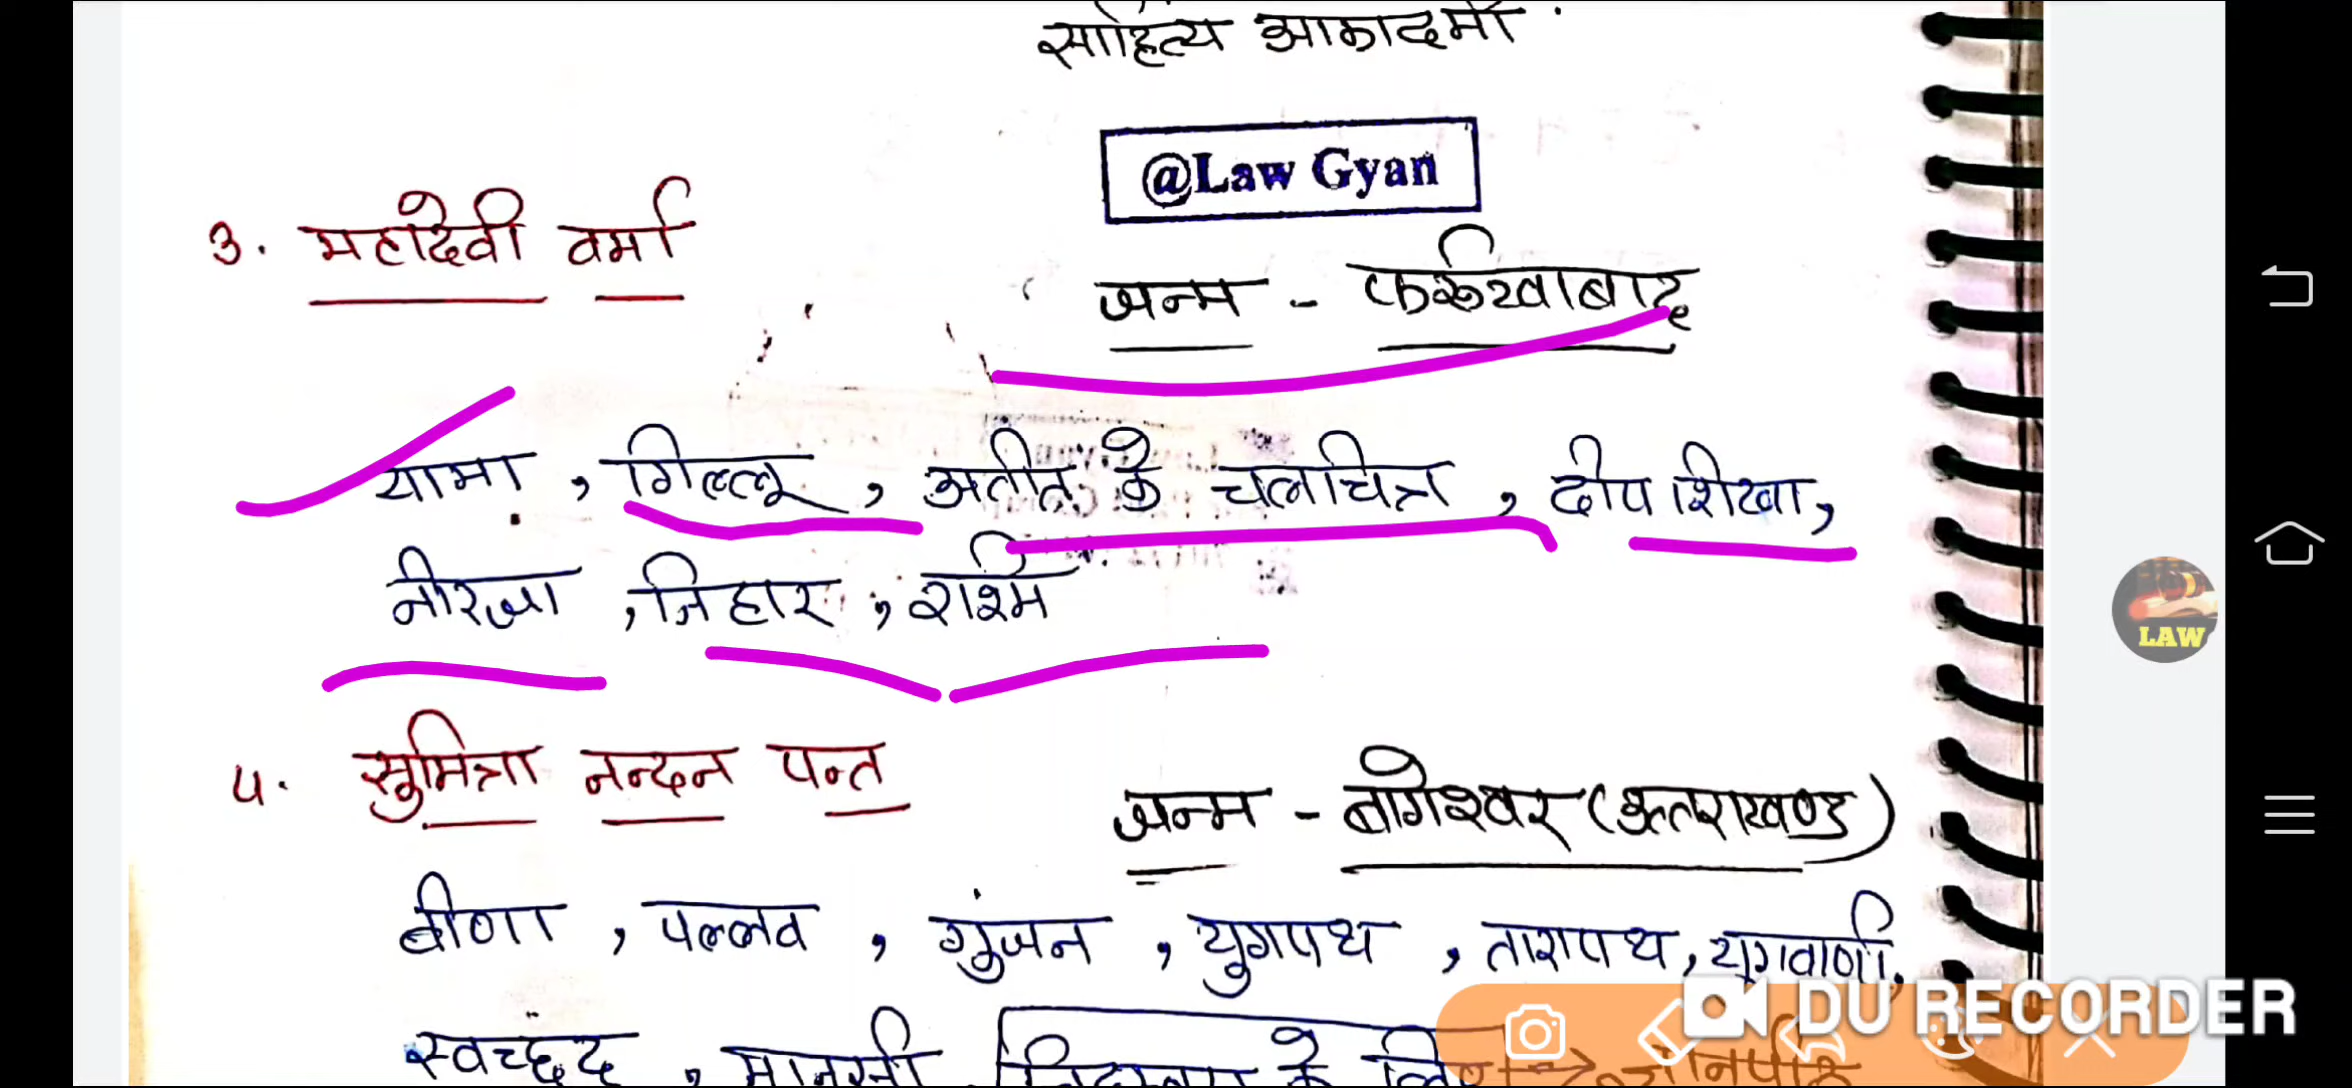 साहित्य आकादमी
@Law Gyan
3. महादेवी वर्मा
जन्म - फर्रुखाबाद
यामा, गिल्लू, अतीत के चलचित्र, दीप शिखा,
नीरजा, निहार, रश्मि
4. सुमित्रा नन्दन पन्त
जन्म - बागेश्वर (उत्तराखण्ड)
बीणा, पल्लव, गुंजन, युगपथ, तारापथ, युगवाणी,
स्वच्छंद, मानसी, के लिए → ज्ञानपीठ
LAW
DU RECORDER